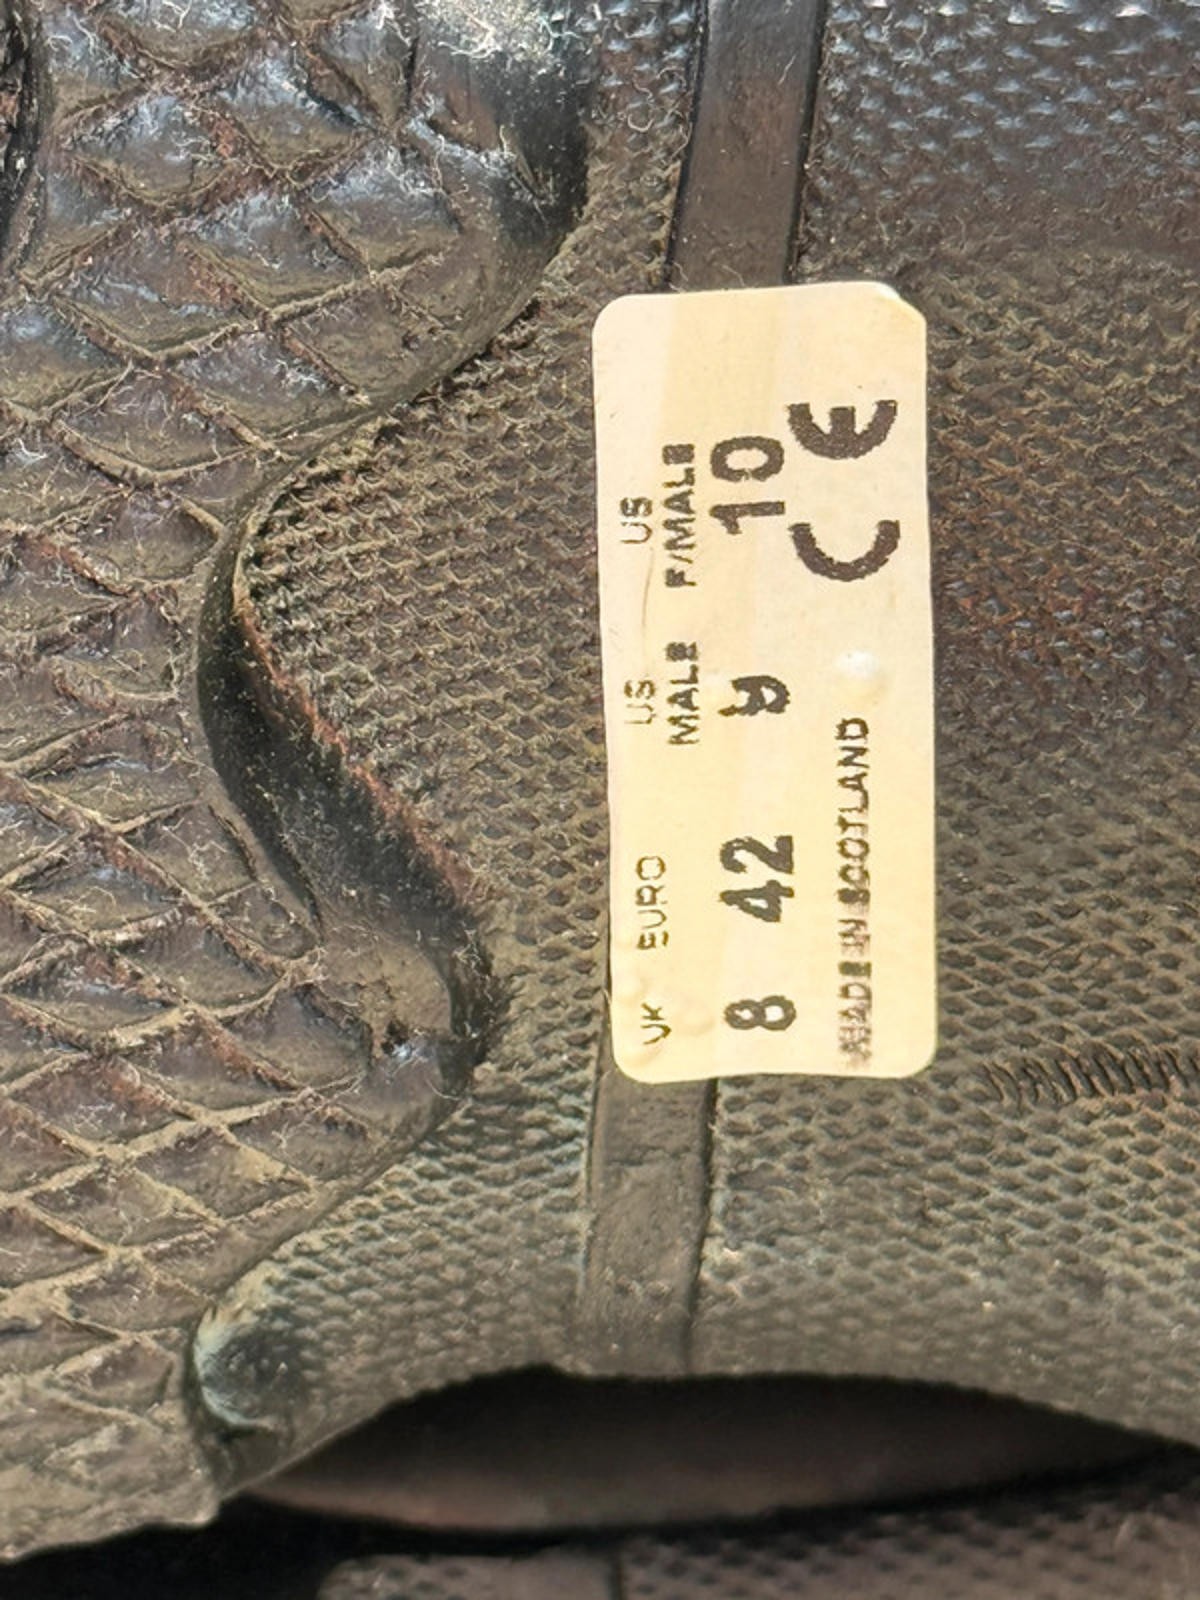 UK EURO US US
MALE F/MALE
8 42 9 10
MADE IN SCOTLAND CE